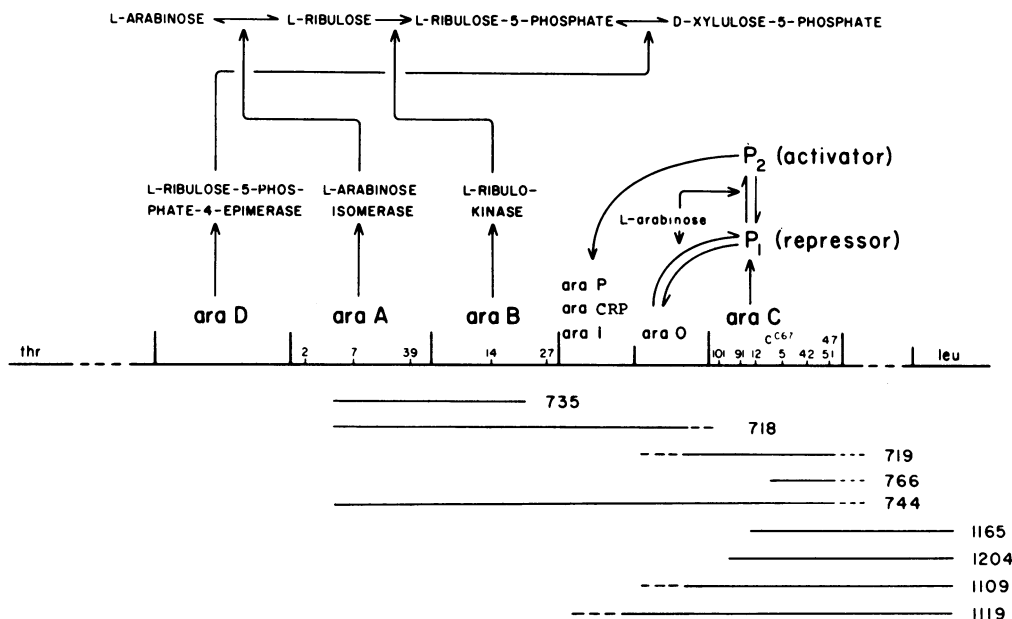 L-ARABINOSE L-RIBULOSE L-RIBULOSE-5-PHOSPHATE D-XYLULOSE-5-PHOSPHATE
P2 (activator)
L-RIBULOSE-5-PHOS-
PHATE-4-EPIMERASE
L-ARABINOSE
ISOMERASE
L-RIBULO-
KINASE
L-arabinose
P1 (repressor)
ara P
ara CRP
ara I
ara D ara A ara B ara O ara C
thr 2 7 39 14 27 101 91 12 C C67 5 42 47 51 leu
735
718
719
766
744
1165
1204
1109
1119